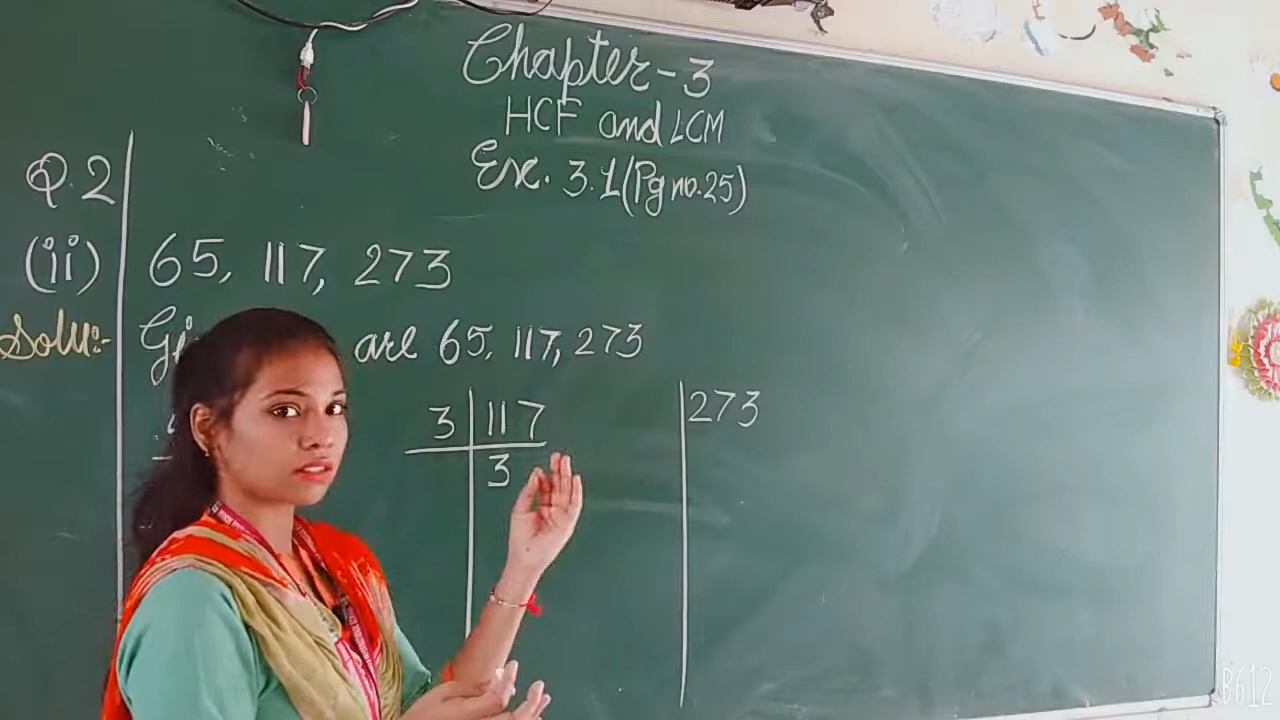 Chapter-3
HCF and LCM
Exe. 3.1(Pg no.25)
Q.2
(ii) 65, 117, 273
Solu:- are 65, 117, 273
3 117 273
3
B612